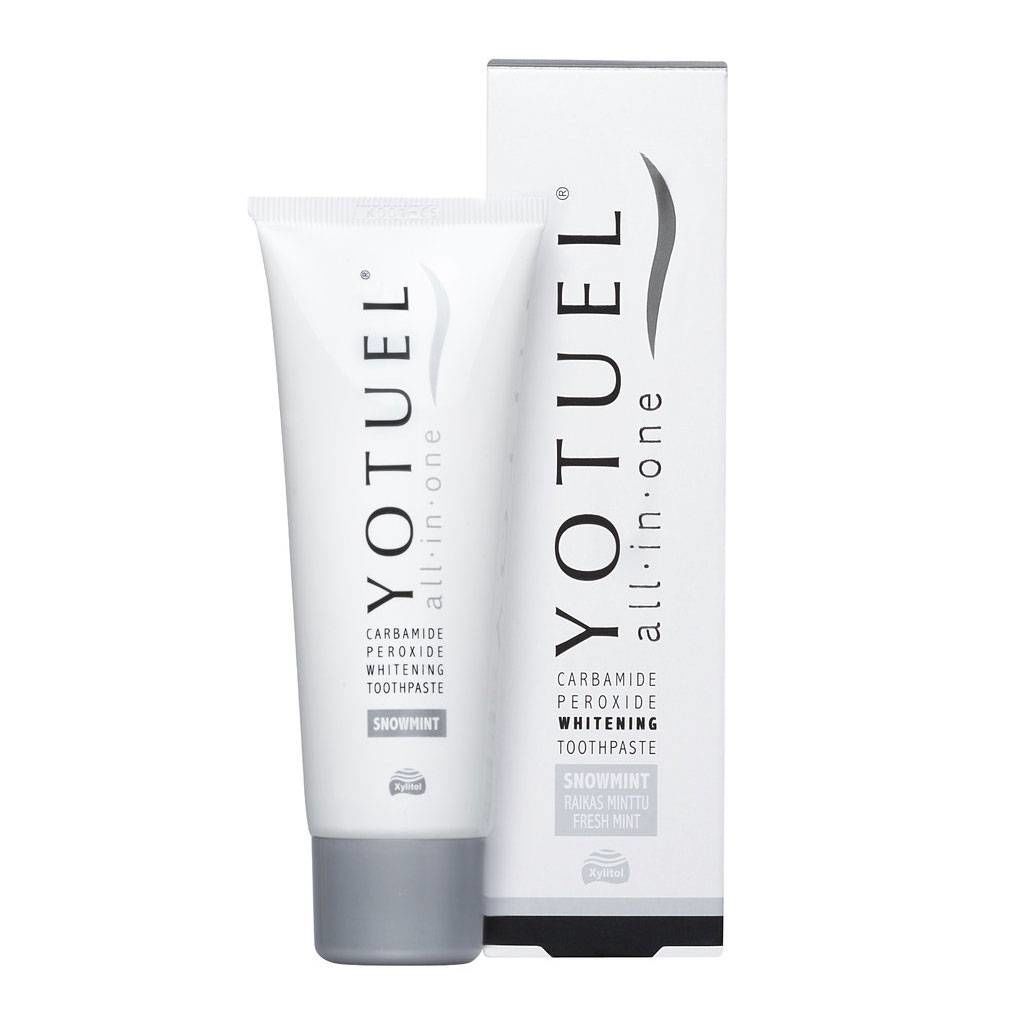 YOTUEL®
all·in·one
CARBAMIDE
PEROXIDE
WHITENING
TOOTHPASTE
SNOWMINT
Xylitol
YOTUEL®
all·in·one
CARBAMIDE
PEROXIDE
WHITENING
TOOTHPASTE
SNOWMINT
RAIKAS MINTTU
FRESH MINT
Xylitol